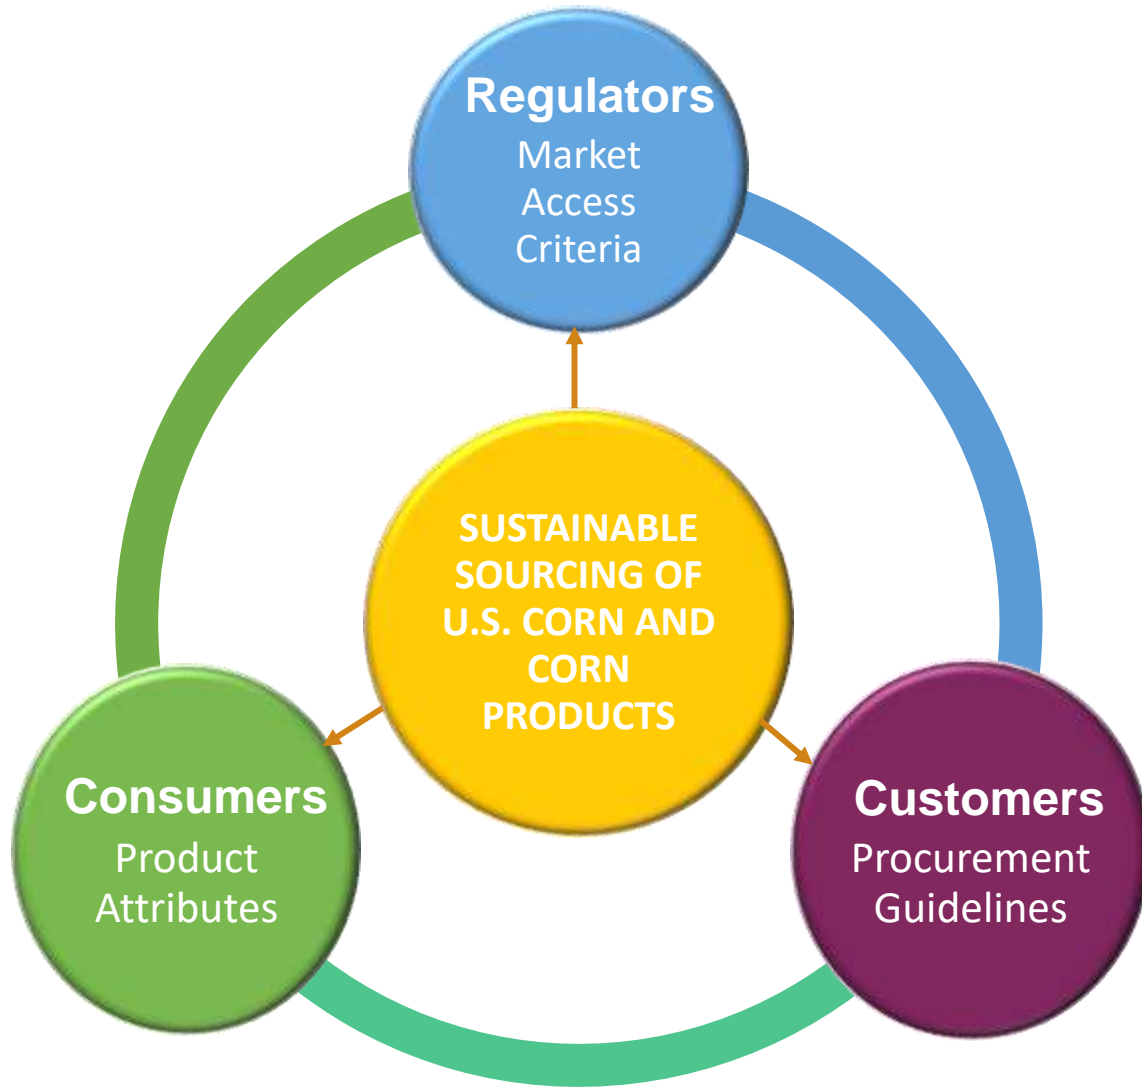 Regulators
Market
Access
Criteria
SUSTAINABLE
SOURCING OF
U.S. CORN AND
CORN
PRODUCTS
Consumers
Product
Attributes
Customers
Procurement
Guidelines